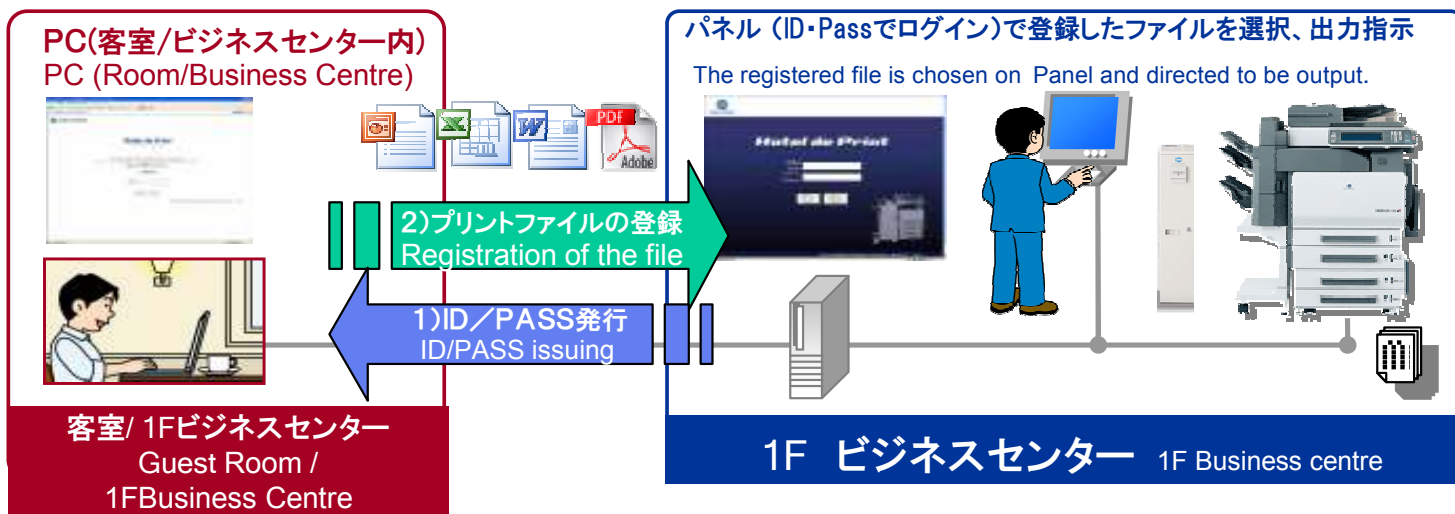 PC(客室/ビジネスセンター内)
PC (Room/Business Centre)
PDF
Adobe
2)プリントファイルの登録
Registration of the file
1)ID／PASS発行
ID/PASS issuing
客室/ 1Fビジネスセンター
Guest Room /
1FBusiness Centre
パネル (ID・Passでログイン)で登録したファイルを選択、出力指示
The registered file is chosen on Panel and directed to be output.
Hotel de Print
1F ビジネスセンター 1F Business centre